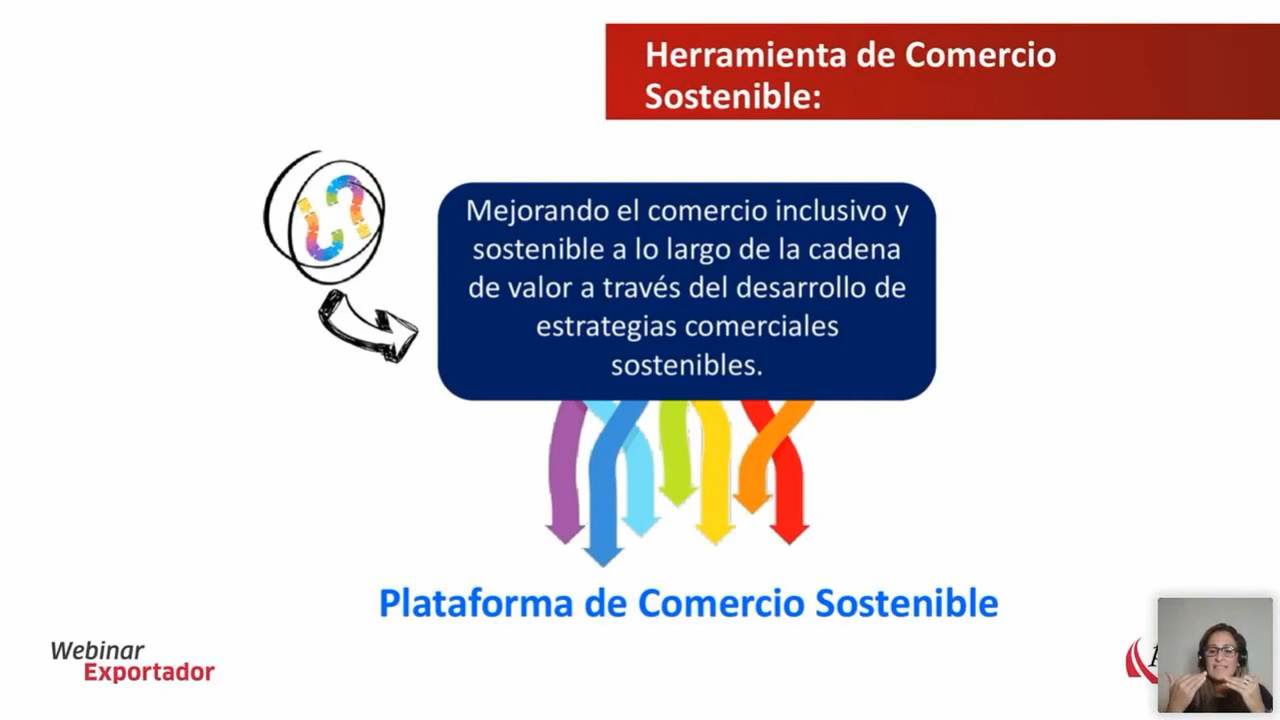 Herramienta de Comercio
Sostenible:
¿?
Mejorando el comercio inclusivo y
sostenible a lo largo de la cadena
de valor a través del desarrollo de
estrategias comerciales
sostenibles.
Plataforma de Comercio Sostenible
Webinar
Exportador